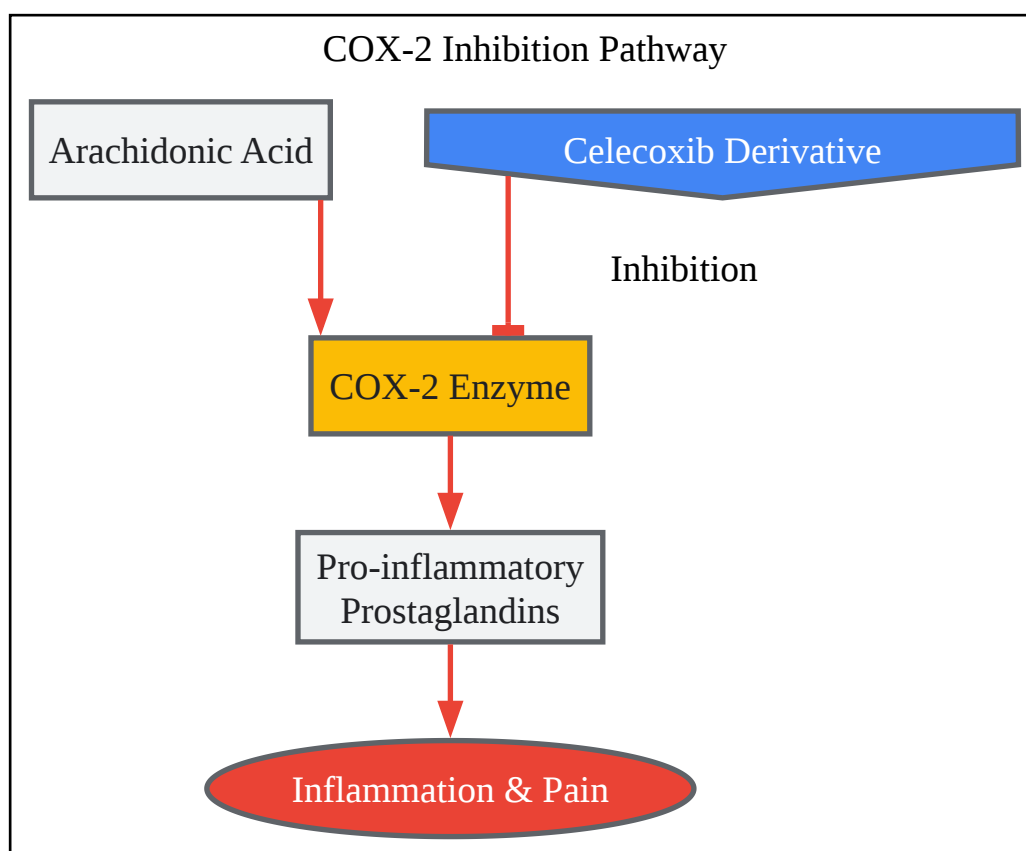 COX-2 Inhibition Pathway
Arachidonic Acid
Celecoxib Derivative
Inhibition
COX-2 Enzyme
Pro-inflammatory
Prostaglandins
Inflammation & Pain